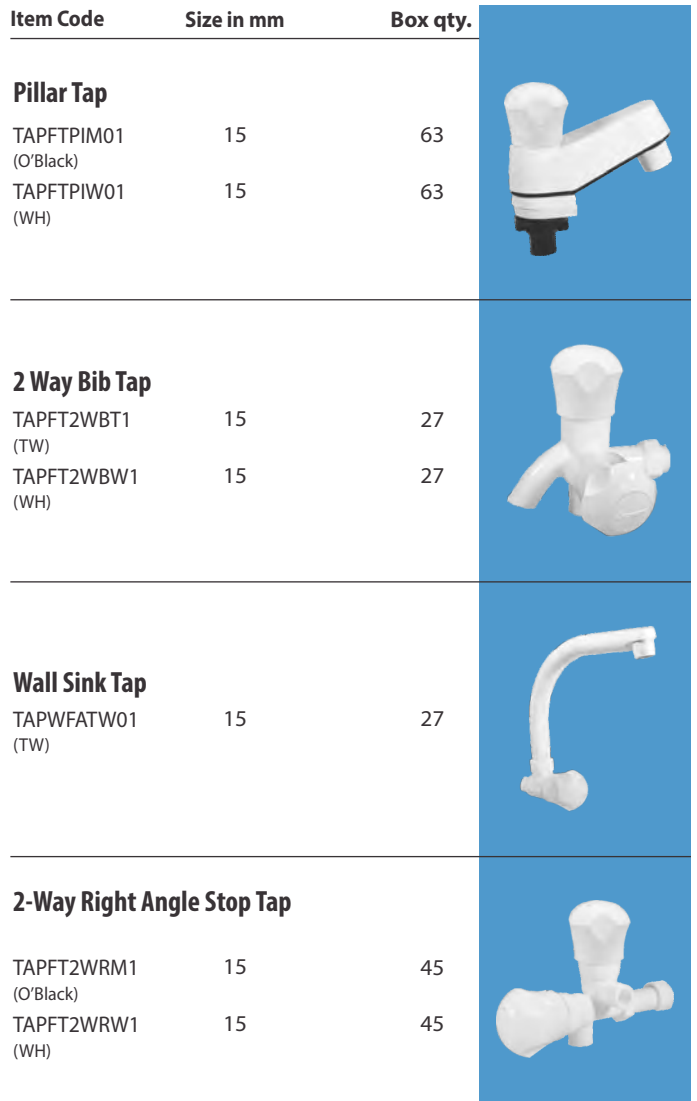 Item Code Size in mm Box qty.
Pillar Tap
TAPFTPIM01 15 63
(O’Black)
TAPFTPIW01 15 63
(WH)
2 Way Bib Tap
TAPFT2WBT1 15 27
(TW)
TAPFT2WBW1 15 27
(WH)
Wall Sink Tap
TAPWFATW01 15 27
(TW)
2-Way Right Angle Stop Tap
TAPFT2WRM1 15 45
(O’Black)
TAPFT2WRW1 15 45
(WH)